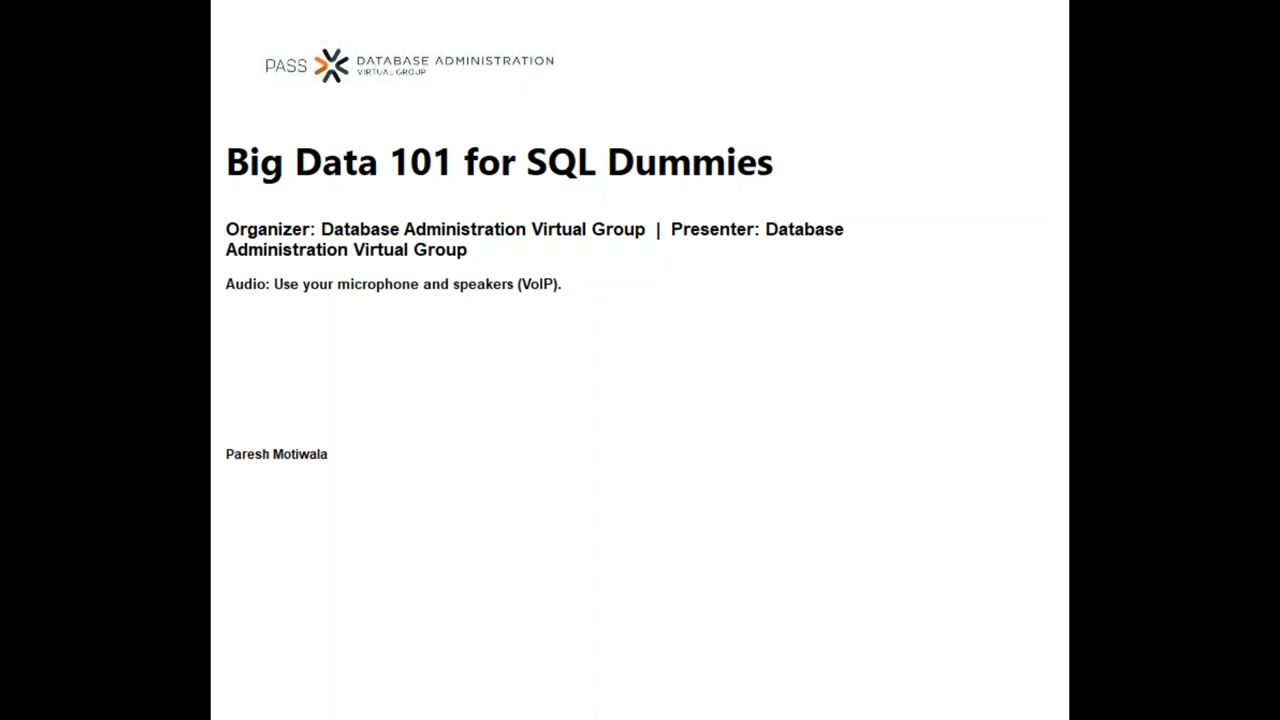 PASS DATABASE ADMINISTRATION
VIRTUAL GROUP
Big Data 101 for SQL Dummies
Organizer: Database Administration Virtual Group | Presenter: Database
Administration Virtual Group
Audio: Use your microphone and speakers (VoIP).
Paresh Motiwala